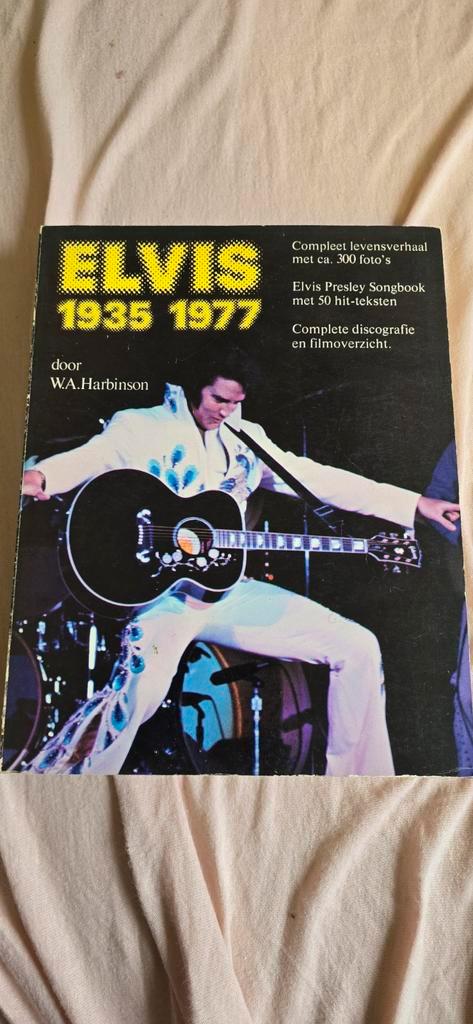 ELVIS
1935 1977
Compleet levensverhaal
met ca. 300 foto's
Elvis Presley Songbook
met 50 hit-teksten
Complete discografie
en filmoverzicht.
door
W.A.Harbinson